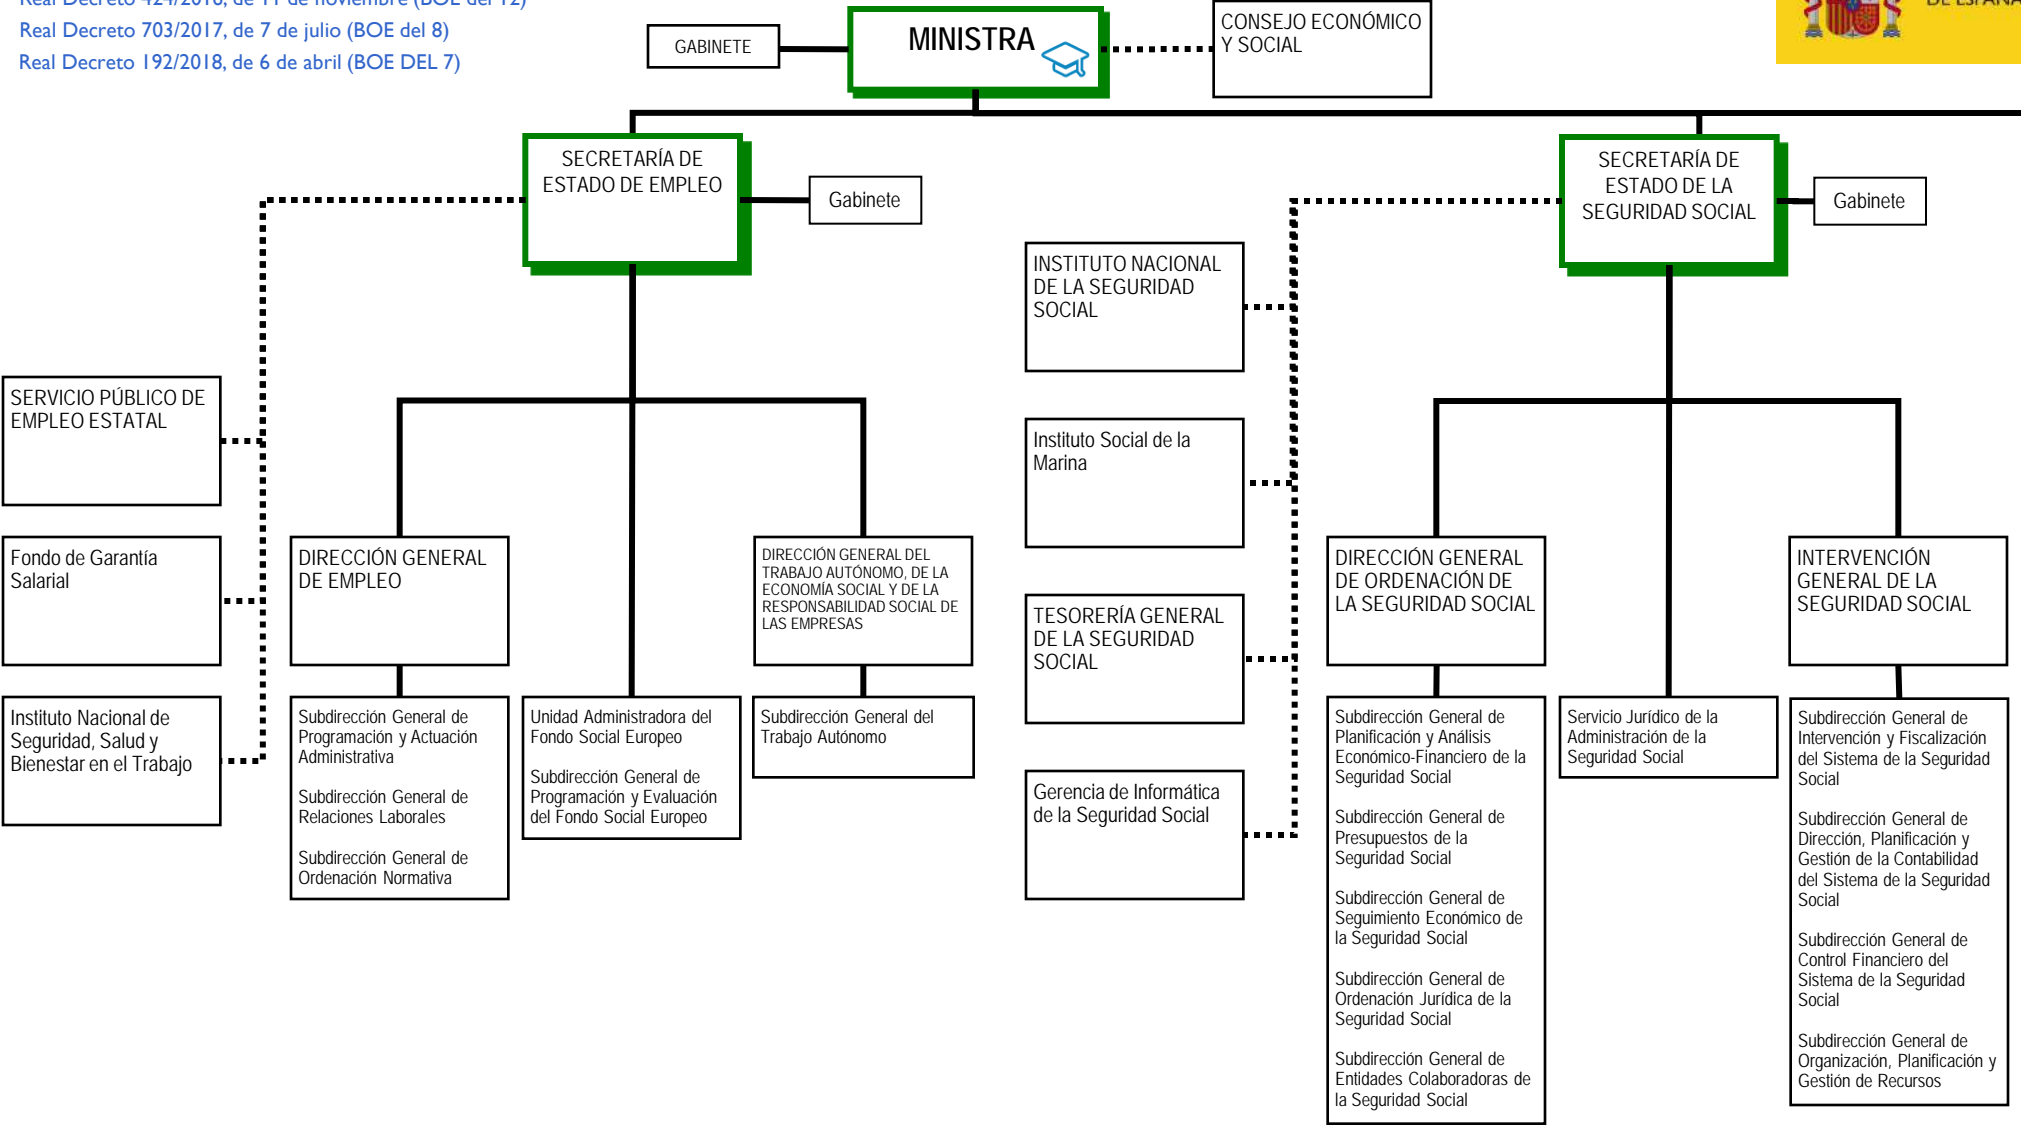 Real Decreto 424/2016, de 11 de noviembre (BOE del 12)
Real Decreto 703/2017, de 7 de julio (BOE del 8)
Real Decreto 192/2018, de 6 de abril (BOE DEL 7)
GABINETE
MINISTRA
CONSEJO ECONÓMICO
Y SOCIAL
DE ESPAÑA
SECRETARÍA DE
ESTADO DE EMPLEO
Gabinete
SECRETARÍA DE
ESTADO DE LA
SEGURIDAD SOCIAL
Gabinete
SERVICIO PÚBLICO DE
EMPLEO ESTATAL
Fondo de Garantía
Salarial
Instituto Nacional de
Seguridad, Salud y
Bienestar en el Trabajo
DIRECCIÓN GENERAL
DE EMPLEO
Subdirección General de
Programación y Actuación
Administrativa
Subdirección General de
Relaciones Laborales
Subdirección General de
Ordenación Normativa
Unidad Administradora del
Fondo Social Europeo
Subdirección General de
Programación y Evaluación
del Fondo Social Europeo
DIRECCIÓN GENERAL DEL
TRABAJO AUTÓNOMO, DE LA
ECONOMÍA SOCIAL Y DE LA
RESPONSABILIDAD SOCIAL DE
LAS EMPRESAS
Subdirección General del
Trabajo Autónomo
INSTITUTO NACIONAL
DE LA SEGURIDAD
SOCIAL
Instituto Social de la
Marina
TESORERÍA GENERAL
DE LA SEGURIDAD
SOCIAL
Gerencia de Informática
de la Seguridad Social
DIRECCIÓN GENERAL
DE ORDENACIÓN DE
LA SEGURIDAD SOCIAL
Subdirección General de
Planificación y Análisis
Económico-Financiero de la
Seguridad Social
Subdirección General de
Presupuestos de la
Seguridad Social
Subdirección General de
Seguimiento Económico de
la Seguridad Social
Subdirección General de
Ordenación Jurídica de la
Seguridad Social
Subdirección General de
Entidades Colaboradoras de
la Seguridad Social
Servicio Jurídico de la
Administración de la
Seguridad Social
INTERVENCIÓN
GENERAL DE LA
SEGURIDAD SOCIAL
Subdirección General de
Intervención y Fiscalización
del Sistema de la Seguridad
Social
Subdirección General de
Dirección, Planificación y
Gestión de la Contabilidad
del Sistema de la Seguridad
Social
Subdirección General de
Control Financiero del
Sistema de la Seguridad
Social
Subdirección General de
Organización, Planificación y
Gestión de Recursos